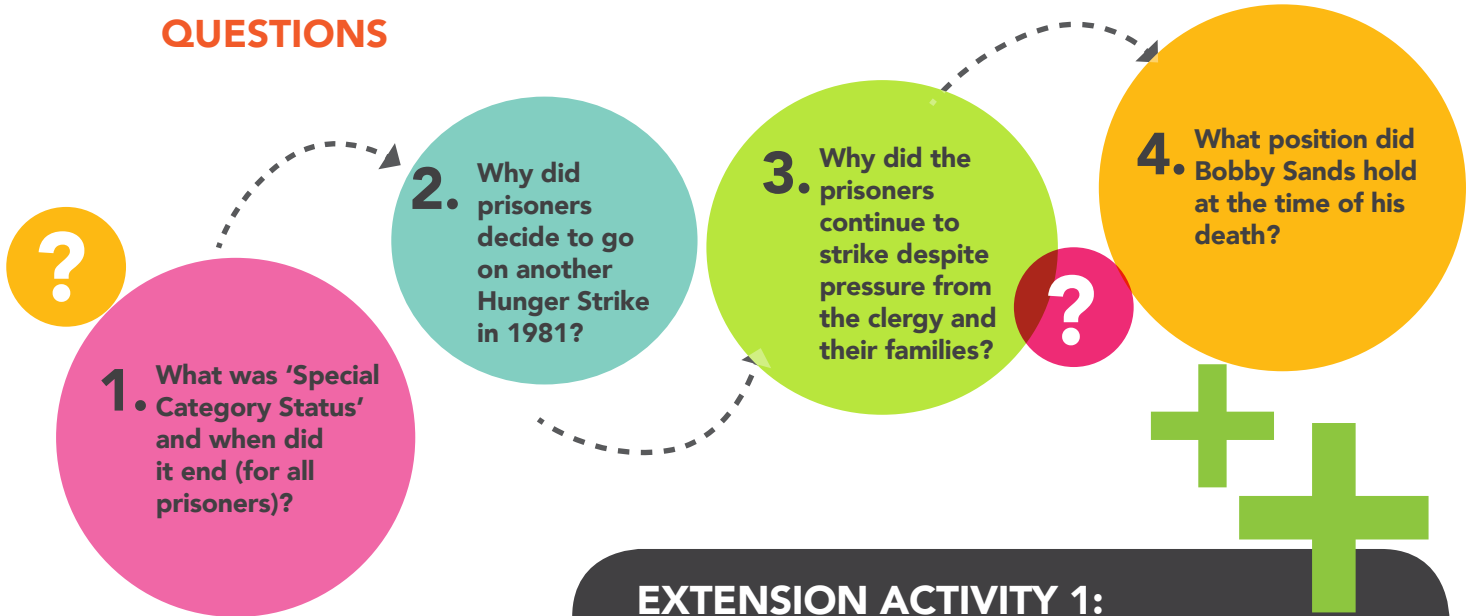 QUESTIONS
?
1. What was ‘Special
Category Status’
and when did
it end (for all
prisoners)?
2. Why did
prisoners
decide to go
on another
Hunger Strike
in 1981?
3. Why did the
prisoners
continue to
strike despite
pressure from
the clergy and
their families?
?
4. What position did
Bobby Sands hold
at the time of his
death?
EXTENSION ACTIVITY 1: